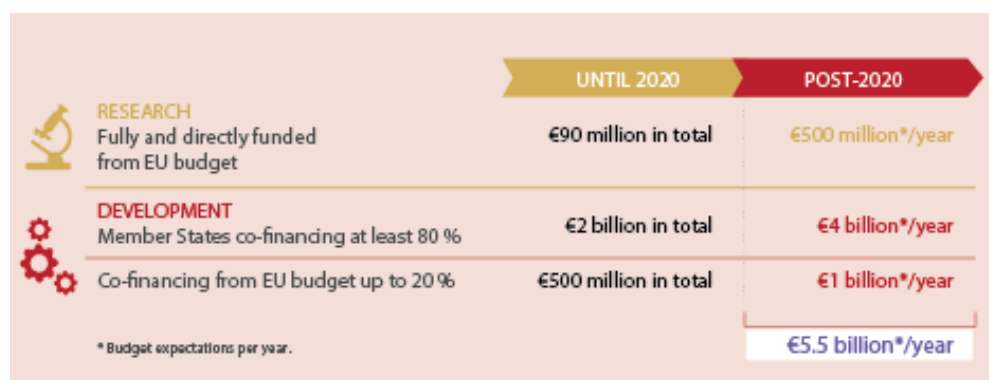 UNTIL 2020 POST-2020
RESEARCH
Fully and directly funded
from EU budget
€90 million in total €500 million*/year
DEVELOPMENT
Member States co-financing at least 80 %
€2 billion in total €4 billion*/year
Co-financing from EU budget up to 20 % €500 million in total €1 billion*/year
* Budget expectations per year.
€5.5 billion*/year